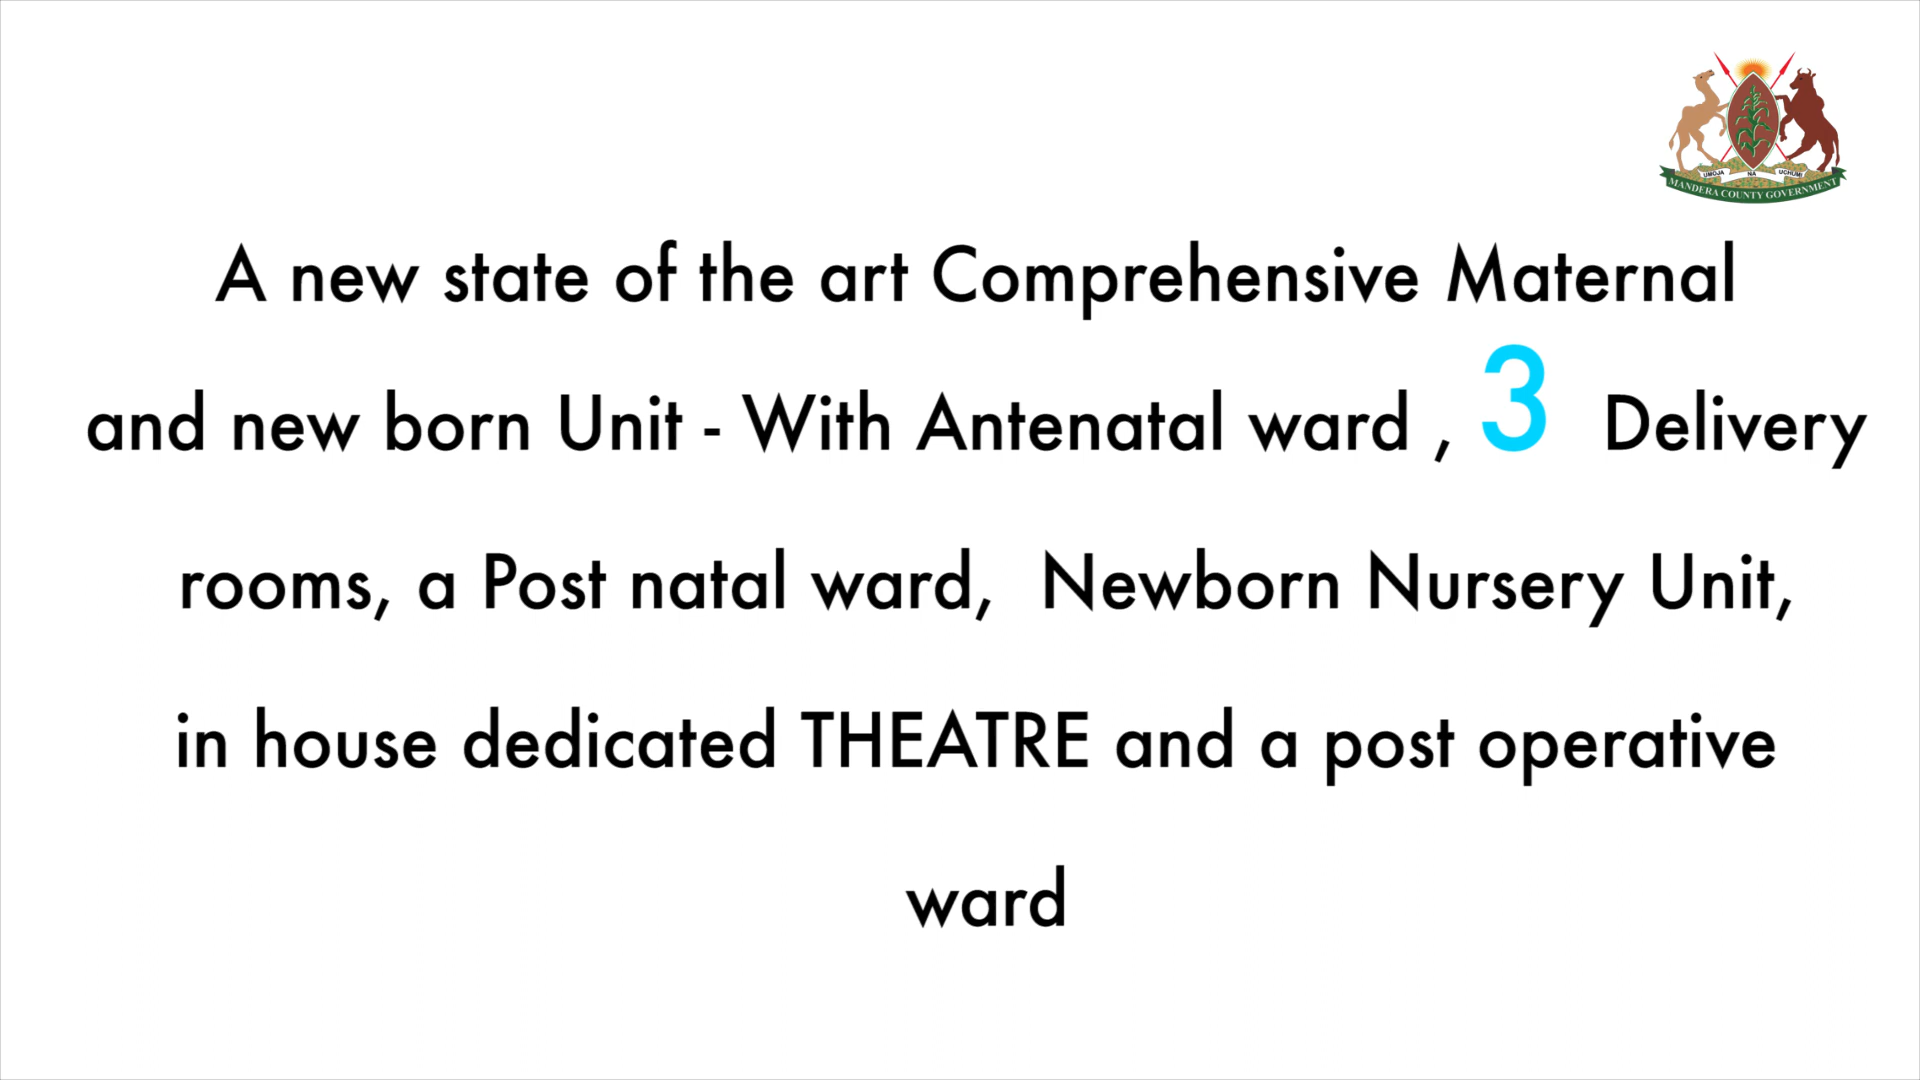 UMOJA NA UCHUMI
MANDERA COUNTY GOVERNMENT
A new state of the art Comprehensive Maternal
and new born Unit - With Antenatal ward , 3 Delivery
rooms, a Post natal ward, Newborn Nursery Unit,
in house dedicated THEATRE and a post operative
ward